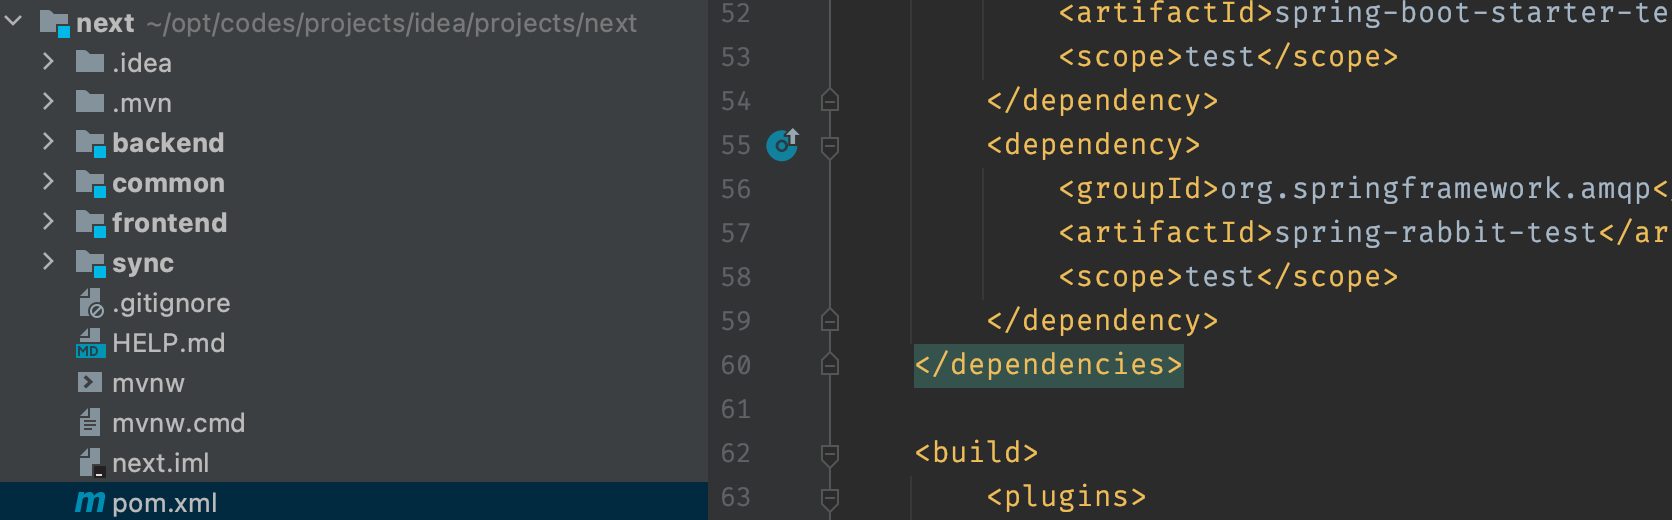 next ~/opt/codes/projects/idea/projects/next
.idea
.mvn
backend
common
frontend
sync
.gitignore
MD HELP.md
mvnw
mvnw.cmd
next.iml
m pom.xml
52 <artifactId>spring-boot-starter-te
53 <scope>test</scope>
54 </dependency>
55 <dependency>
56 <groupId>org.springframework.amqp<
57 <artifactId>spring-rabbit-test</ar
58 <scope>test</scope>
59 </dependency>
60 </dependencies>
61
62 <build>
63 <plugins>